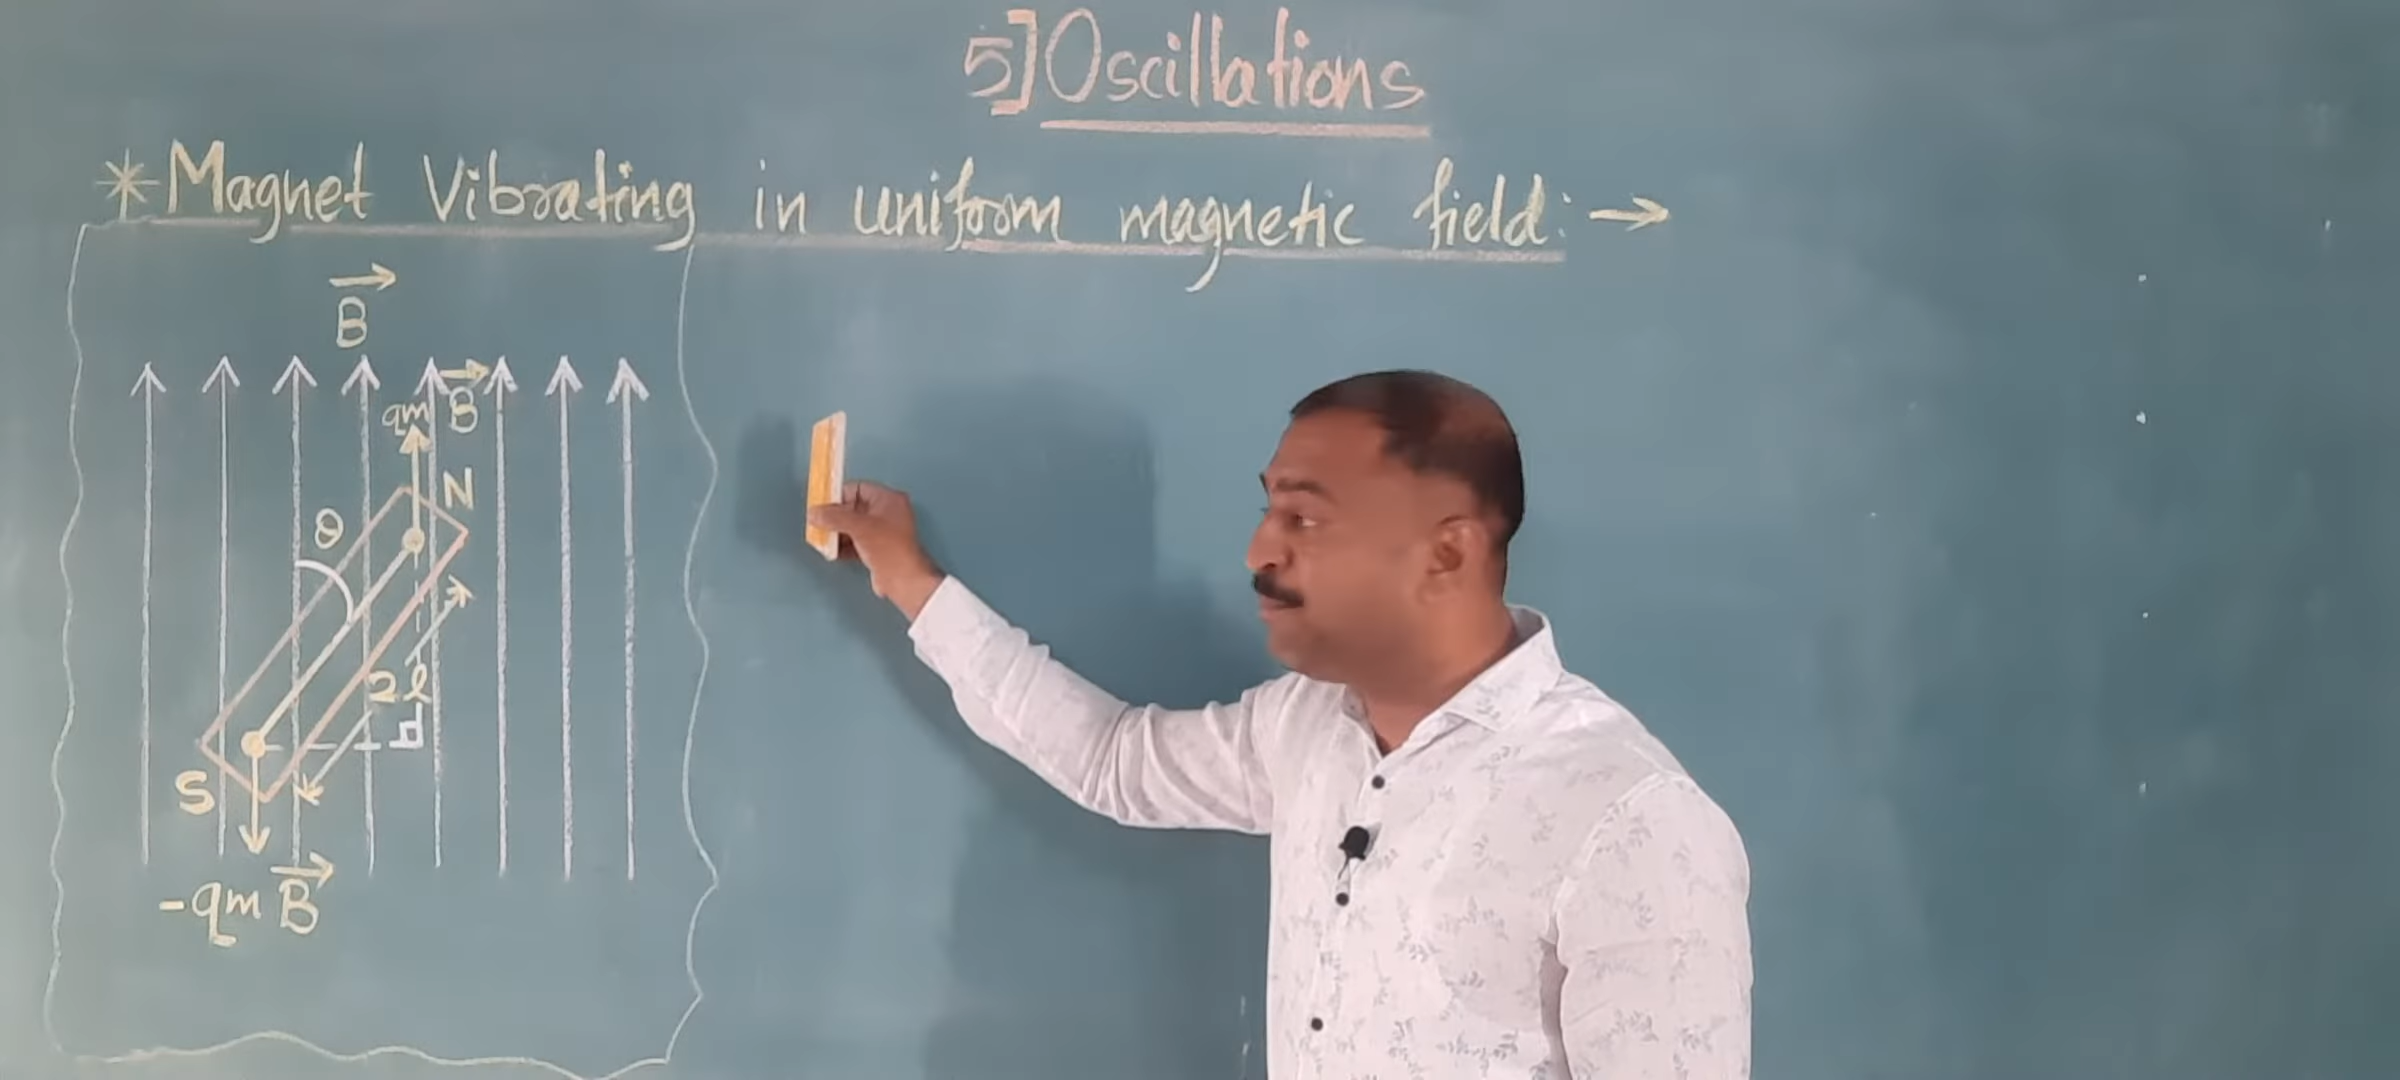 5] Oscillations
* Magnet Vibrating in uniform magnetic field :→
B
qm B
N
θ
2l
S
-qm B